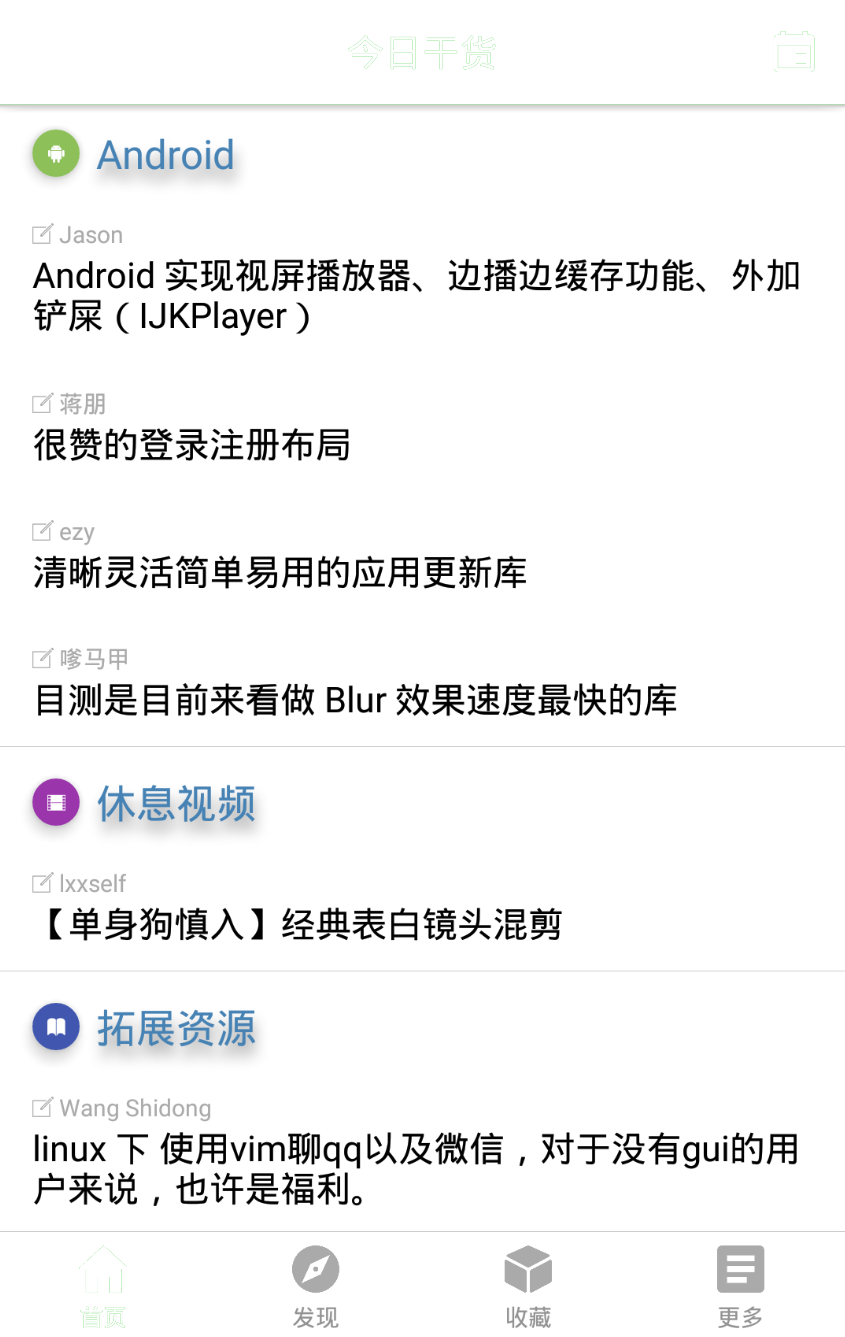 今日干货
Android
Jason
Android 实现视屏播放器、边播边缓存功能、外加
铲屎（IJKPlayer）
蒋朋
很赞的登录注册布局
ezy
清晰灵活简单易用的应用更新库
嗲马甲
目测是目前来看做 Blur 效果速度最快的库
休息视频
lxxself
【单身狗慎入】经典表白镜头混剪
拓展资源
Wang Shidong
linux 下 使用vim聊qq以及微信，对于没有gui的用
户来说，也许是福利。
首页
发现
收藏
更多